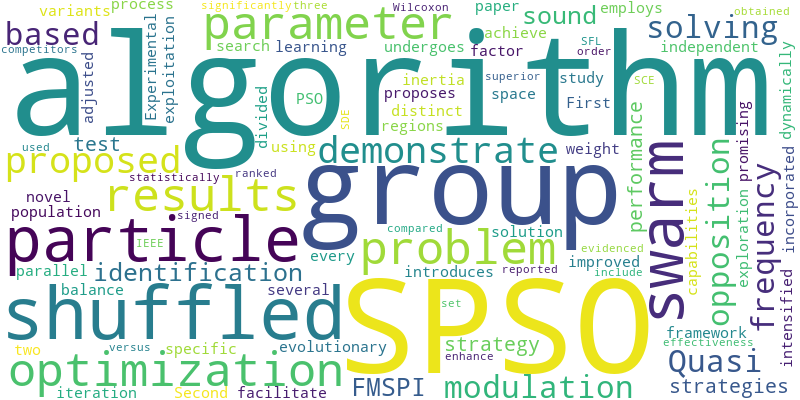 variants process
significantly three
Wilcoxon paper employs obtained
based parameter sound solving
competitors search learning undergoes achieve SFL independent
algorithm
adjusted Experimental exploitation divided PSO inertia factor superior order study SCE
proposes space First dynamically
distinct
regions
test SDE weight
used using demonstrate performance promising incorporated
proposed
statistically ranked group
novel results swarm opposition frequency
population signed
particle IEEE compared solution evidenced
problem capabilities exploration intensified
parallel identification every introduces improved
reported include
balance several set
shuffled SPSO framework
two versus specific evolutionary strategy effectiveness
enhance Quasi
optimization FMSPI modulation strategies
iteration Second facilitate